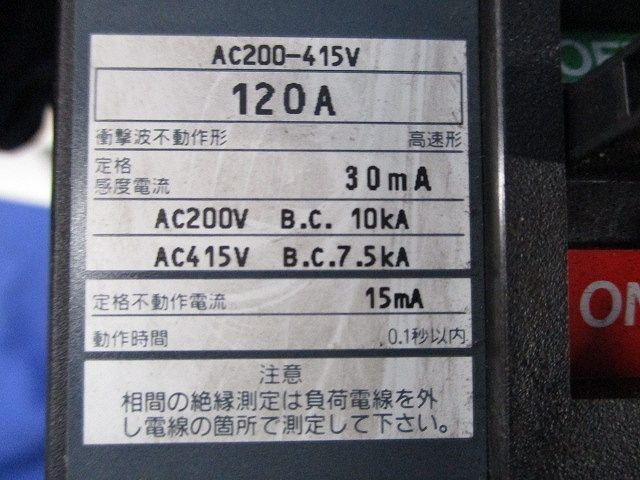 AC200-415V
120A
衝撃波不動作形 高速形
定格
感度電流 30mA
AC200V B.C. 10kA
AC415V B.C.7.5kA
定格不動作電流 15mA
動作時間 0.1秒以内
注意
相間の絶縁測定は負荷電線を外
し電線の箇所で測定して下さい。
ON